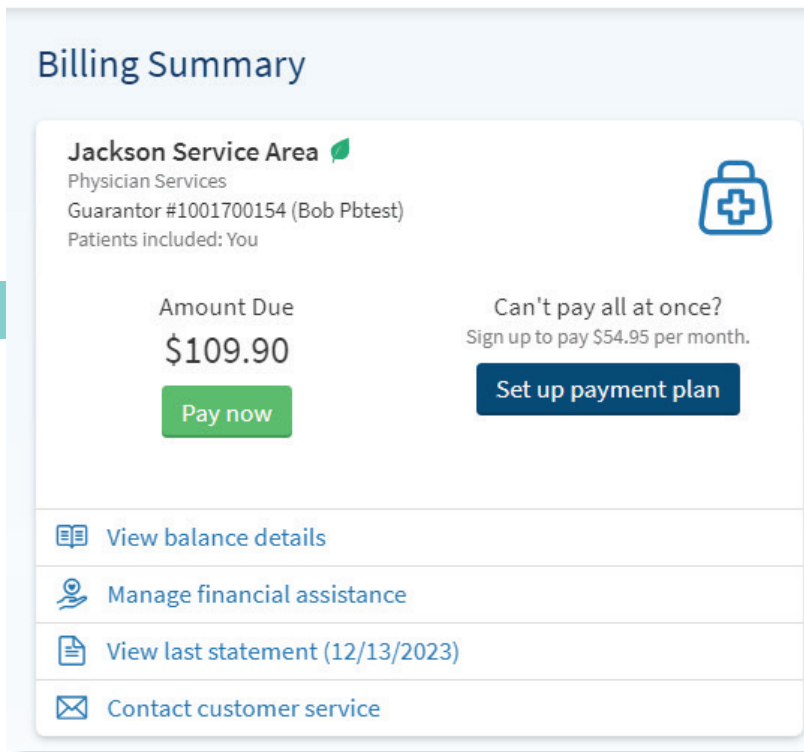 Billing Summary
Jackson Service Area
Physician Services
Guarantor #1001700154 (Bob Pbtest)
Patients included: You
Amount Due
$109.90
Pay now
Can't pay all at once?
Sign up to pay $54.95 per month.
Set up payment plan
View balance details
Manage financial assistance
View last statement (12/13/2023)
Contact customer service